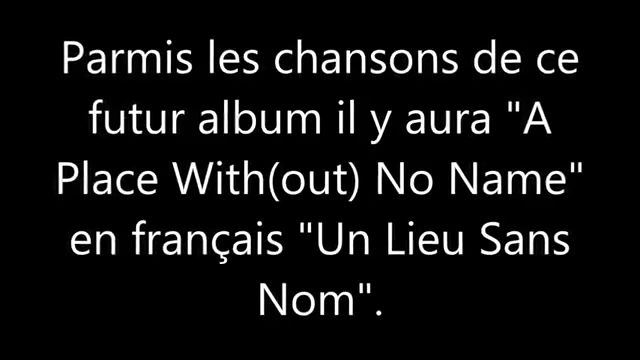 Parmis les chansons de ce
futur album il y aura "A
Place With(out) No Name"
en français "Un Lieu Sans
Nom".